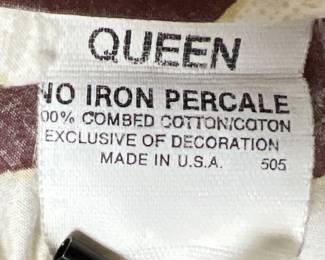 QUEEN
NO IRON PERCALE
00% COMBED COTTON/COTON
EXCLUSIVE OF DECORATION
MADE IN U.S.A. 505